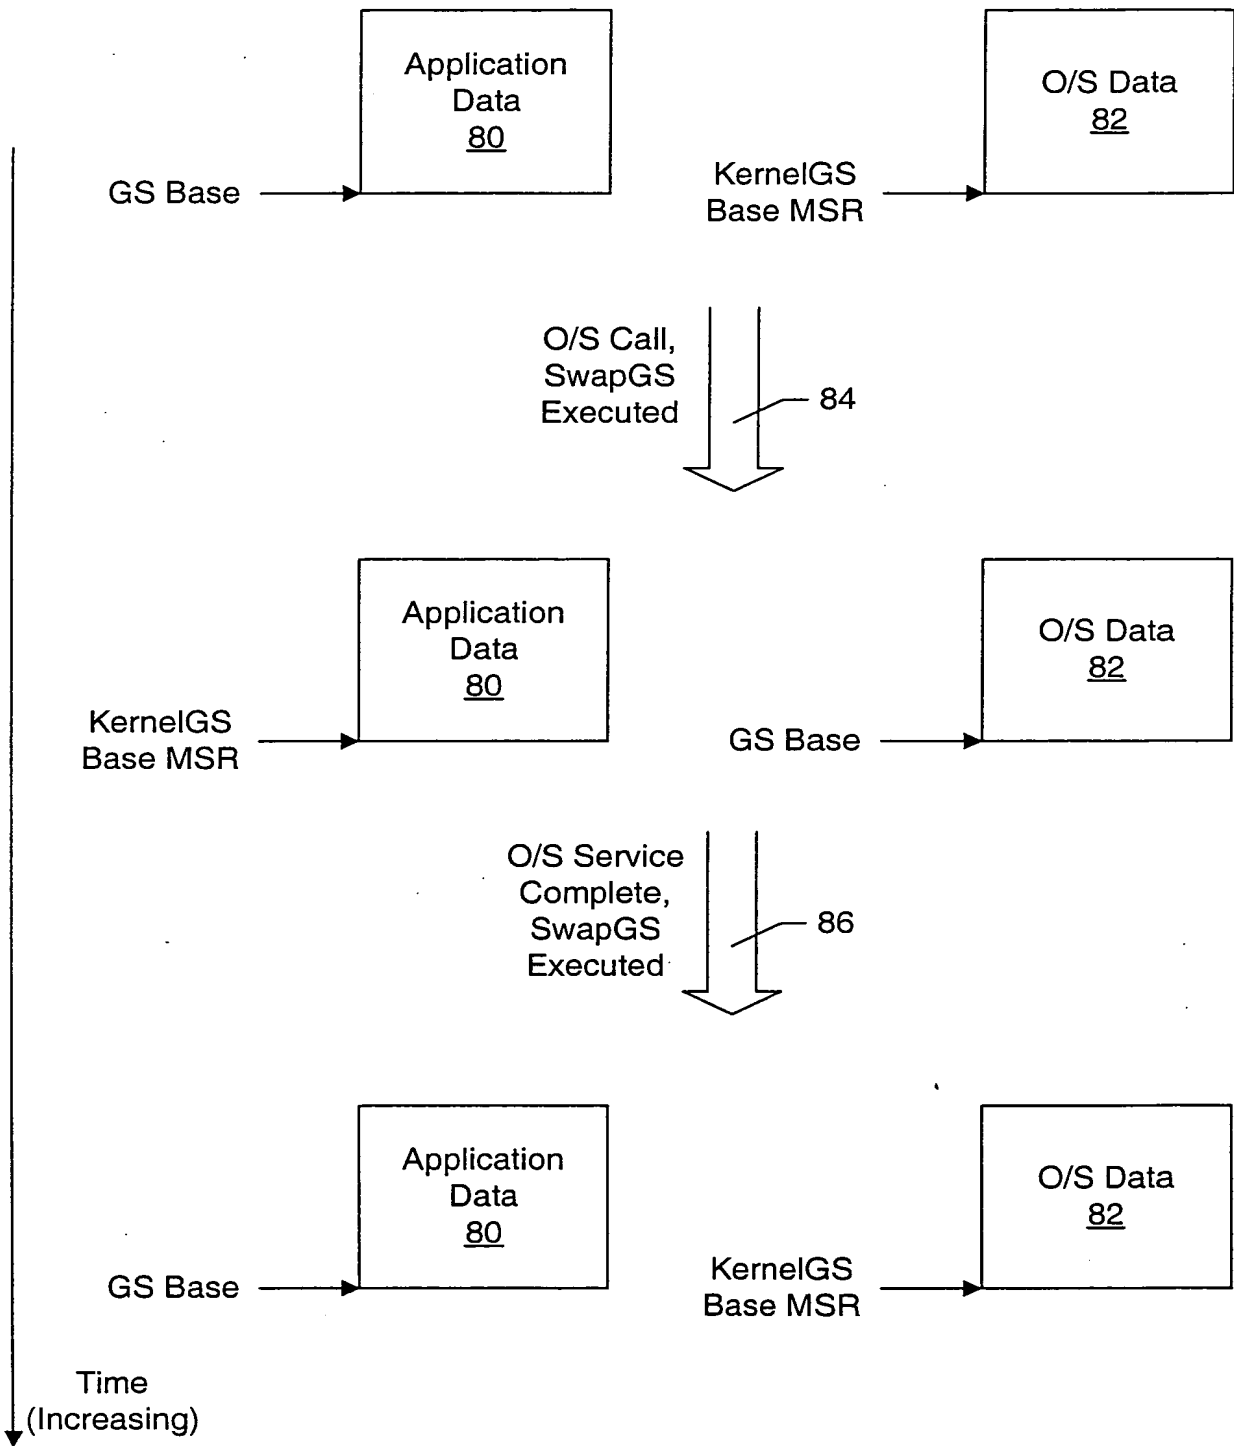 Application
Data
80
O/S Data
82
GS Base
KernelGS
Base MSR
O/S Call,
SwapGS
Executed
84
Application
Data
80
O/S Data
82
KernelGS
Base MSR
GS Base
O/S Service
Complete,
SwapGS
Executed
86
Application
Data
80
O/S Data
82
GS Base
KernelGS
Base MSR
Time
(Increasing)